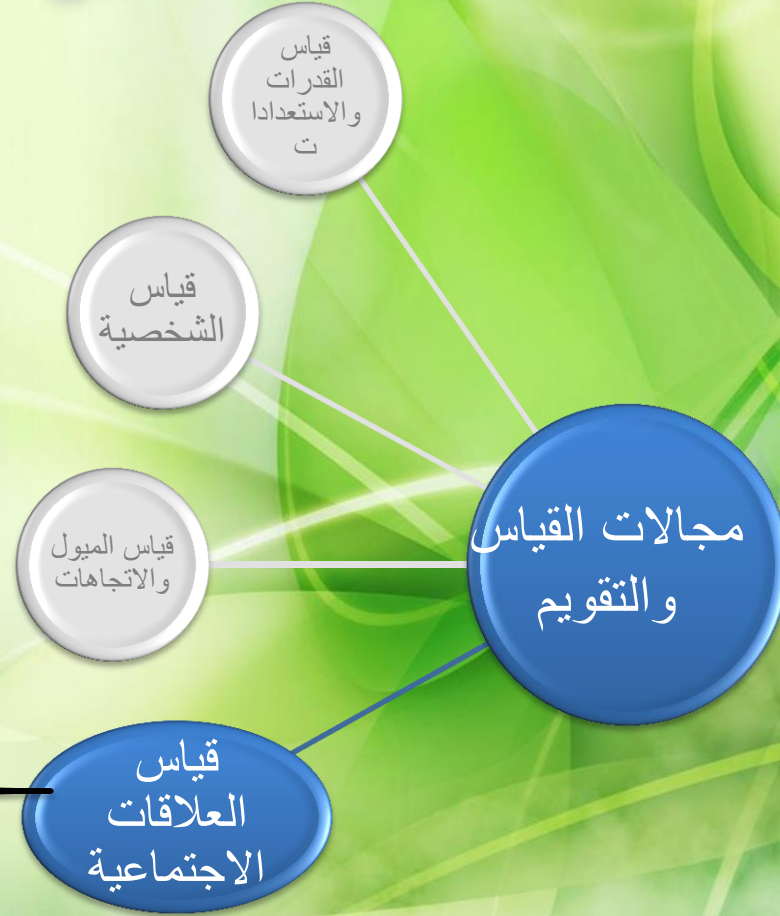 قياس
القدرات
والاستعدادا
ت
قياس
الشخصية
مجالات القياس
والتقويم
قياس الميول
والاتجاهات
قياس
العلاقات
الاجتماعية